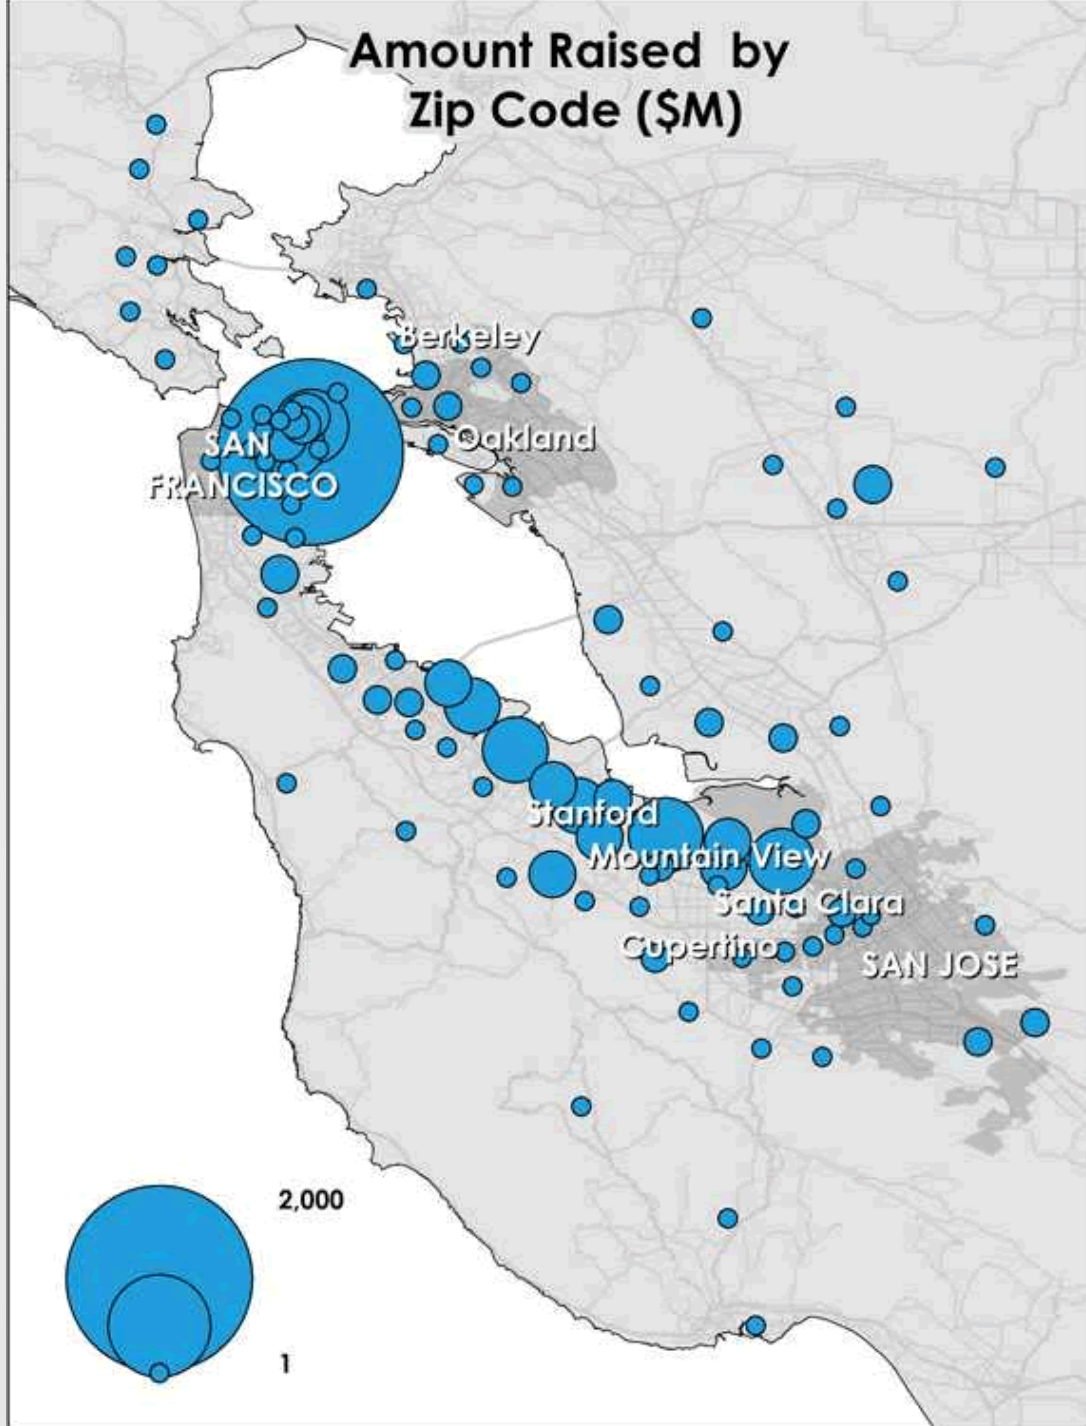 Amount Raised by
Zip Code ($M)
Berkeley
Oakland
SAN
FRANCISCO
Stanford
Mountain View
Santa Clara
Cupertino
SAN JOSE
2,000
1